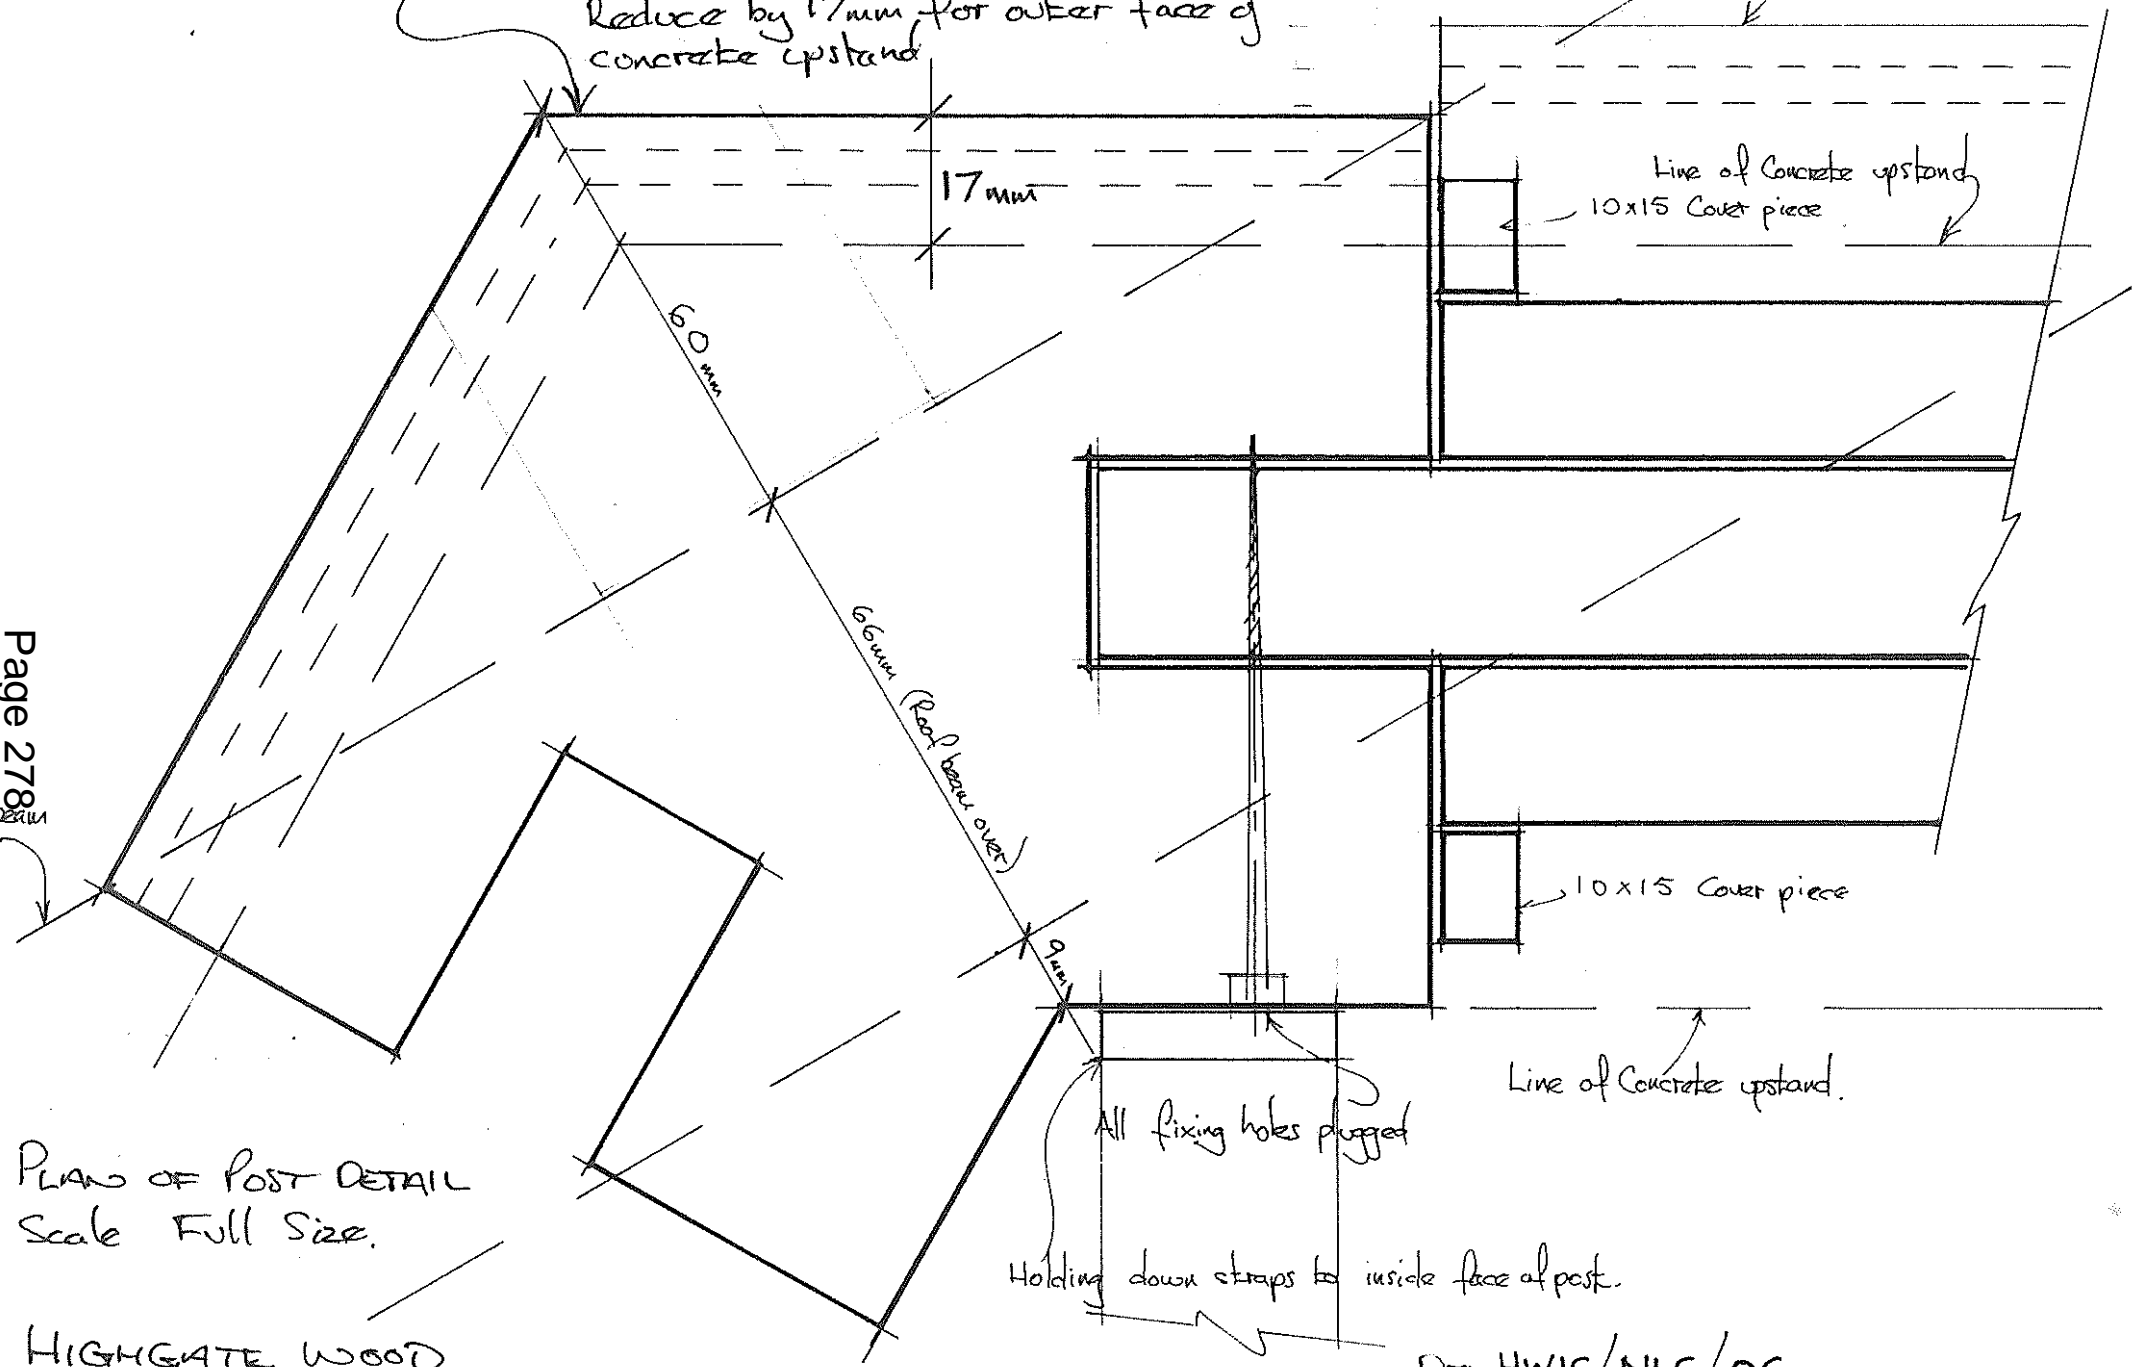 Reduce by 17mm for outer face of
concrete upstand
17mm
Line of Concrete upstand
10x15 Cover piece
60mm
66mm (Roof beam over)
9mm
Page 278
beam
10x15 Cover piece
Line of Concrete upstand.
All fixing holes plugged
PLAN OF POST DETAIL
Scale Full Size.
Holding down straps to inside face of post.
HIGHGATE WOOD